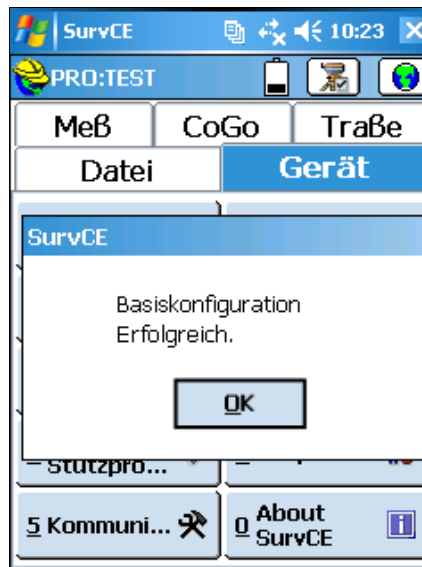 SurvCE 10:23
PRO:TEST
Meß CoGo Traße
Datei Gerät
SurvCE
Basiskonfiguration
Erfolgreich.
OK
Stützpro...
5 Kommuni... 0 About
SurvCE